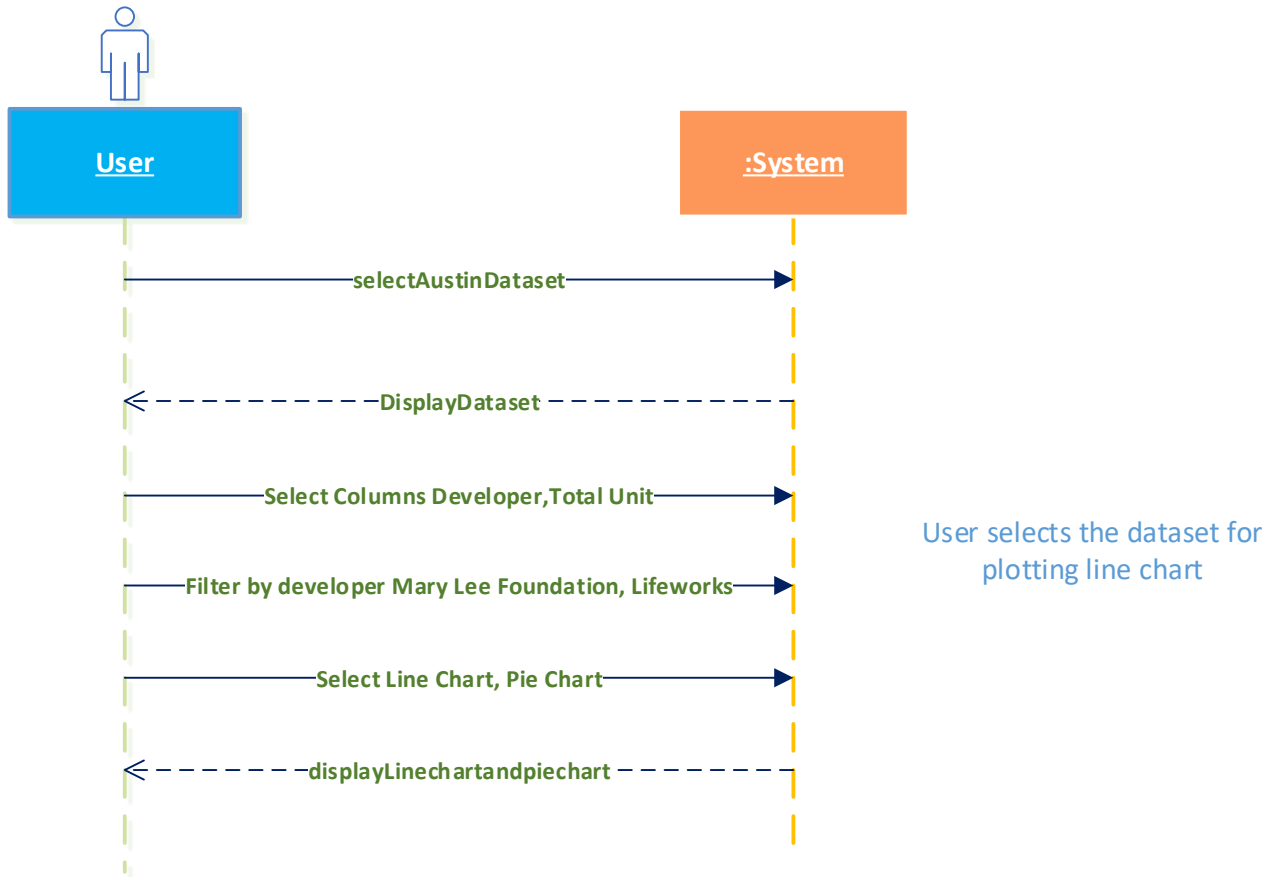 User
:System
selectAustinDataset
DisplayDataset
Select Columns Developer,Total Unit
User selects the dataset for
plotting line chart
Filter by developer Mary Lee Foundation, Lifeworks
Select Line Chart, Pie Chart
displayLinechartandpiechart